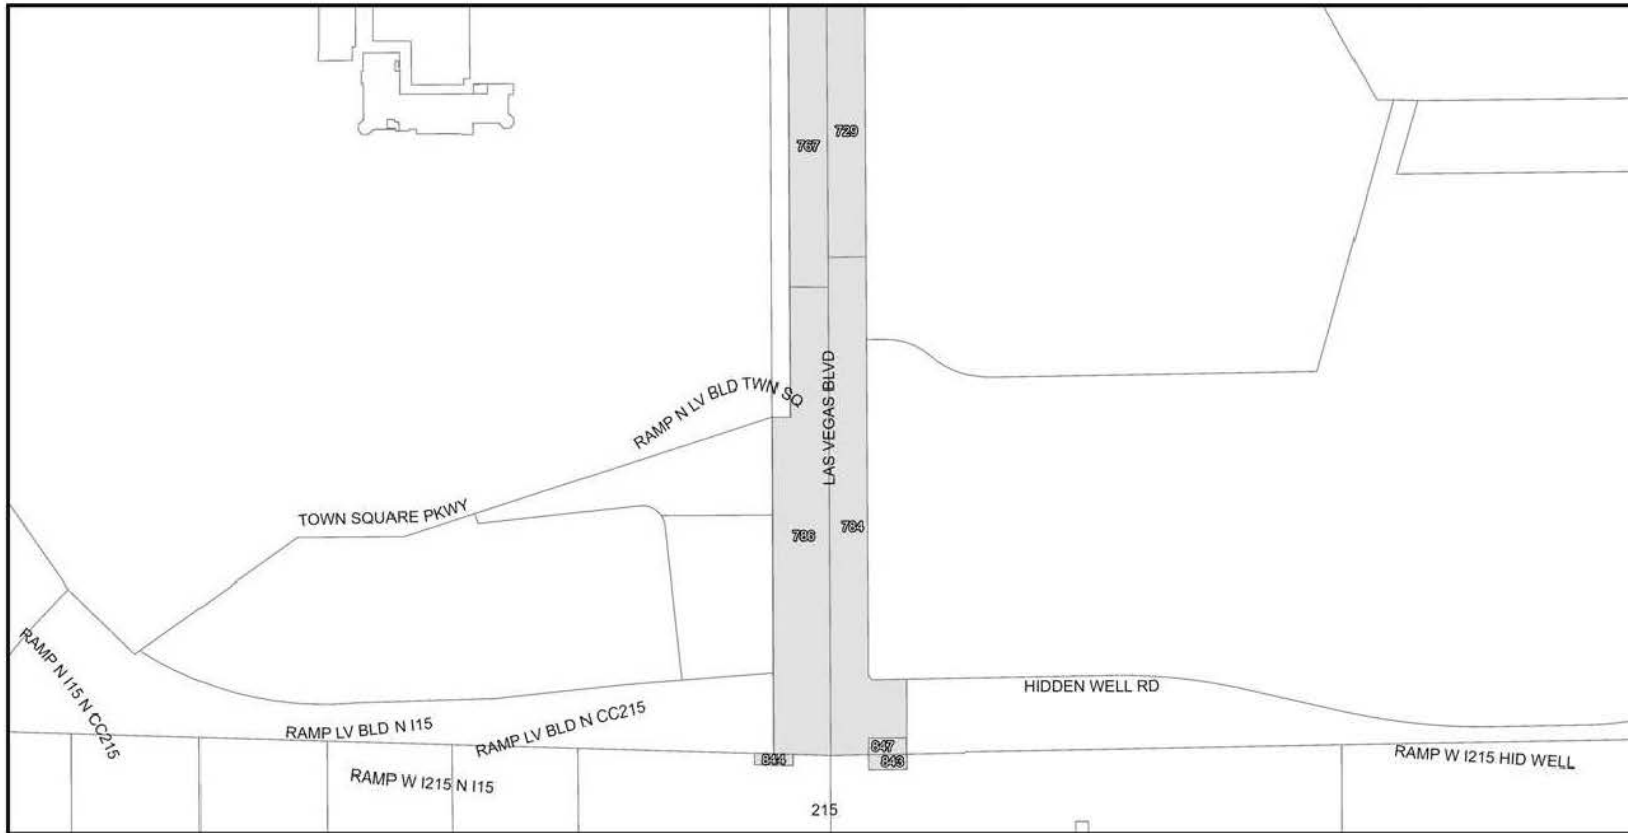 729
767
LAS VEGAS BLVD
RAMP N LV BLD TWN SQ
TOWN SQUARE PKWY
786
784
RAMP N I15 N CC215
HIDDEN WELL RD
RAMP LV BLD N I15
RAMP LV BLD N CC215
847
844
843
RAMP W I215 HID WELL
RAMP W I215 N I15
215